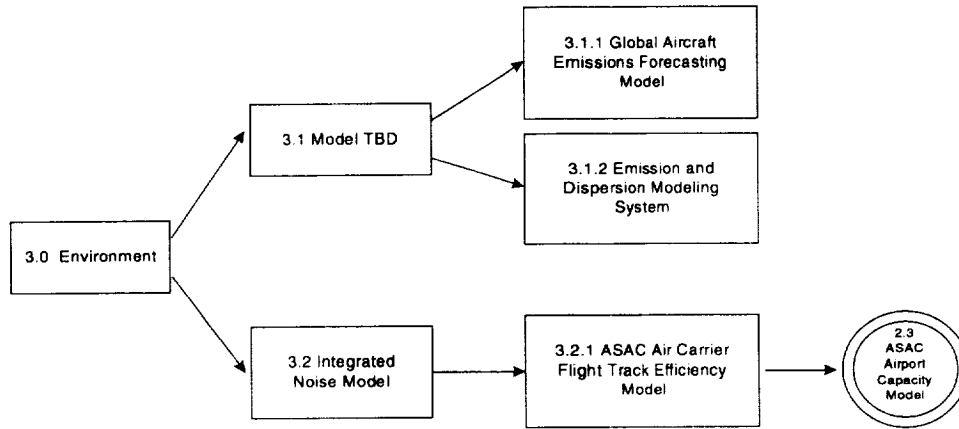 3.1.1 Global Aircraft
Emissions Forecasting
Model
3.1 Model TBD
3.1.2 Emission and
Dispersion Modeling
System
3.0 Environment
3.2 Integrated
Noise Model
3.2.1 ASAC Air Carrier
Flight Track Efficiency
Model
2.3
ASAC
Airport
Capacity
Model